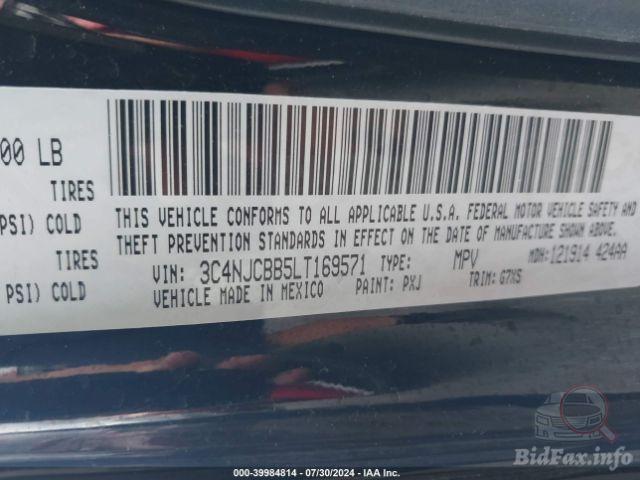 00 LB
TIRES
PSI) COLD
TIRES
PSI) COLD
THIS VEHICLE CONFORMS TO ALL APPLICABLE U.S.A. FEDERAL MOTOR VEHICLE SAFETY AND
THEFT PREVENTION STANDARDS IN EFFECT ON THE DATE OF MANUFACTURE SHOWN ABOVE.
VIN: 3C4NJCBB5LT169571 TYPE: MPV MDH: 121914 424AA
VEHICLE MADE IN MEXICO PAINT: PXJ TRIM: G7XS
BidFax.info
000-39984814 - 07/30/2024 - IAA Inc.